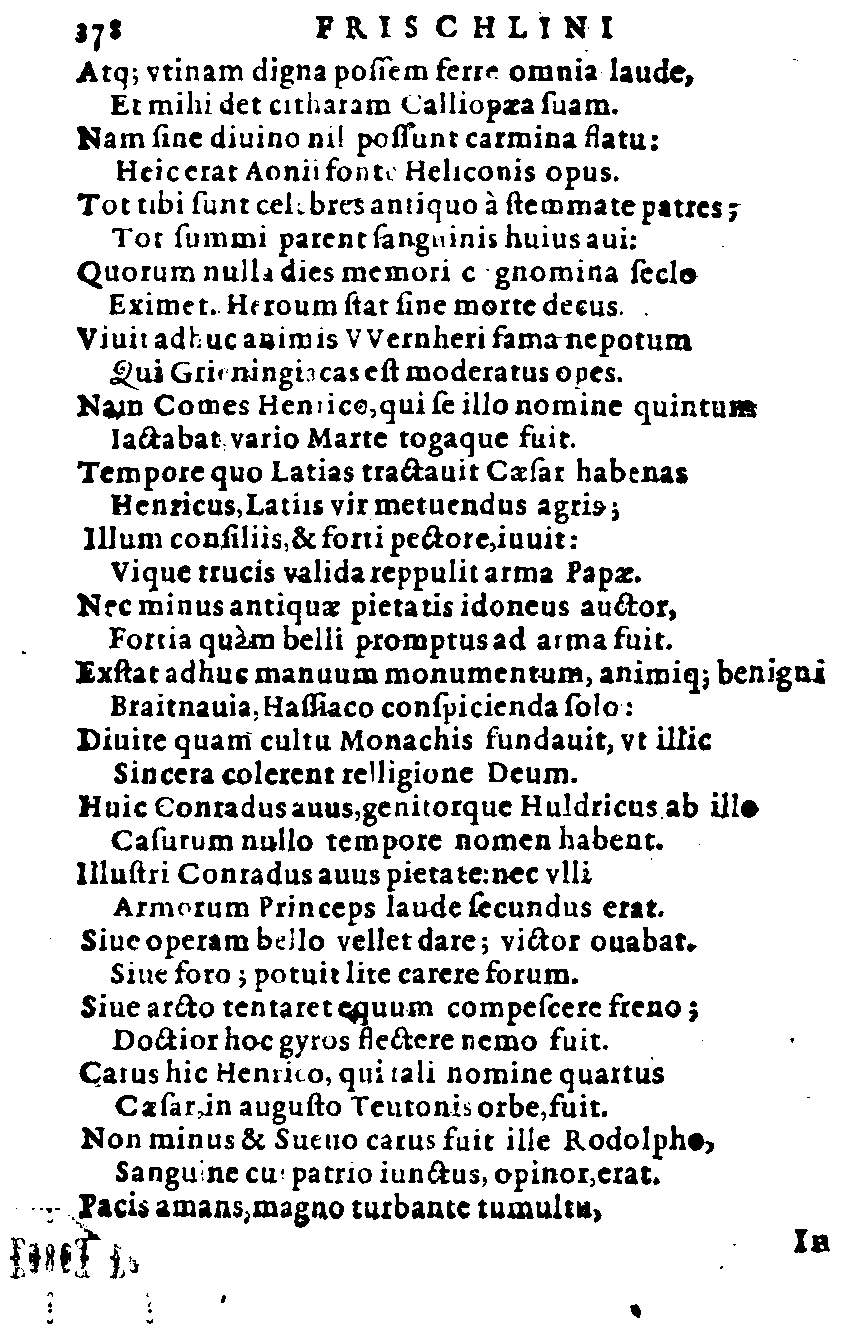 378 FRISCHLINI
Atq; vtinam digna poſſem ferre omnia laude,
Et mihi det citharam Calliopæa ſuam.
Nam ſine diuino nil poſſunt carmina flatu:
Heic erat Aonii fonte Heliconis opus.
Tot tibi ſunt celebres antiquo à ſtemmate patres;
Tot ſummi parent ſanguinis huius aui:
Quorum nulla dies memori cognomina ſeclo
Eximet. Heroum ſtat ſine morte decus.
Viuit adhuc animis VVernheri fama nepotum
Qui Grieningiacas eſt moderatus opes.
Nam Comes Henrico, qui ſe illo nomine quintum
Iactabat, vario Marte togaque fuit.
Tempore quo Latias tractauit Cæſar habenas
Henricus, Latiis vir metuendus agris;
Illum conſiliis, & forti pectore, iuuit:
Vique trucis valida reppulit arma Papæ.
Nec minus antiquæ pietatis idoneus auctor,
Fortia quàm belli promptus ad arma fuit.
Exſtat adhuc manuum monumentum, animiq; benigni
Braitnauia, Haſſiaco conſpicienda ſolo:
Diuite quam cultu Monachis fundauit, vt illic
Sincera colerent relligione Deum.
Huic Conradus auus, genitorque Huldricus ab illo
Caſurum nullo tempore nomen habent.
Illuſtri Conradus auus pietate: nec vlli
Armorum Princeps laude ſecundus erat.
Siue operam bello vellet dare; victor ouabat.
Siue foro; potuit lite carere forum.
Siue arcto tentaret equum compeſcere freno;
Doctior hoc gyros flectere nemo fuit.
Carus hic Henrico, qui tali nomine quartus
Cæſar, in auguſto Teutonis orbe, fuit.
Non minus & Sueuo carus fuit ille Rodolpho,
Sanguine cui patrio iunctus, opinor, erat.
Pacis amans, magno turbante tumultu,
In